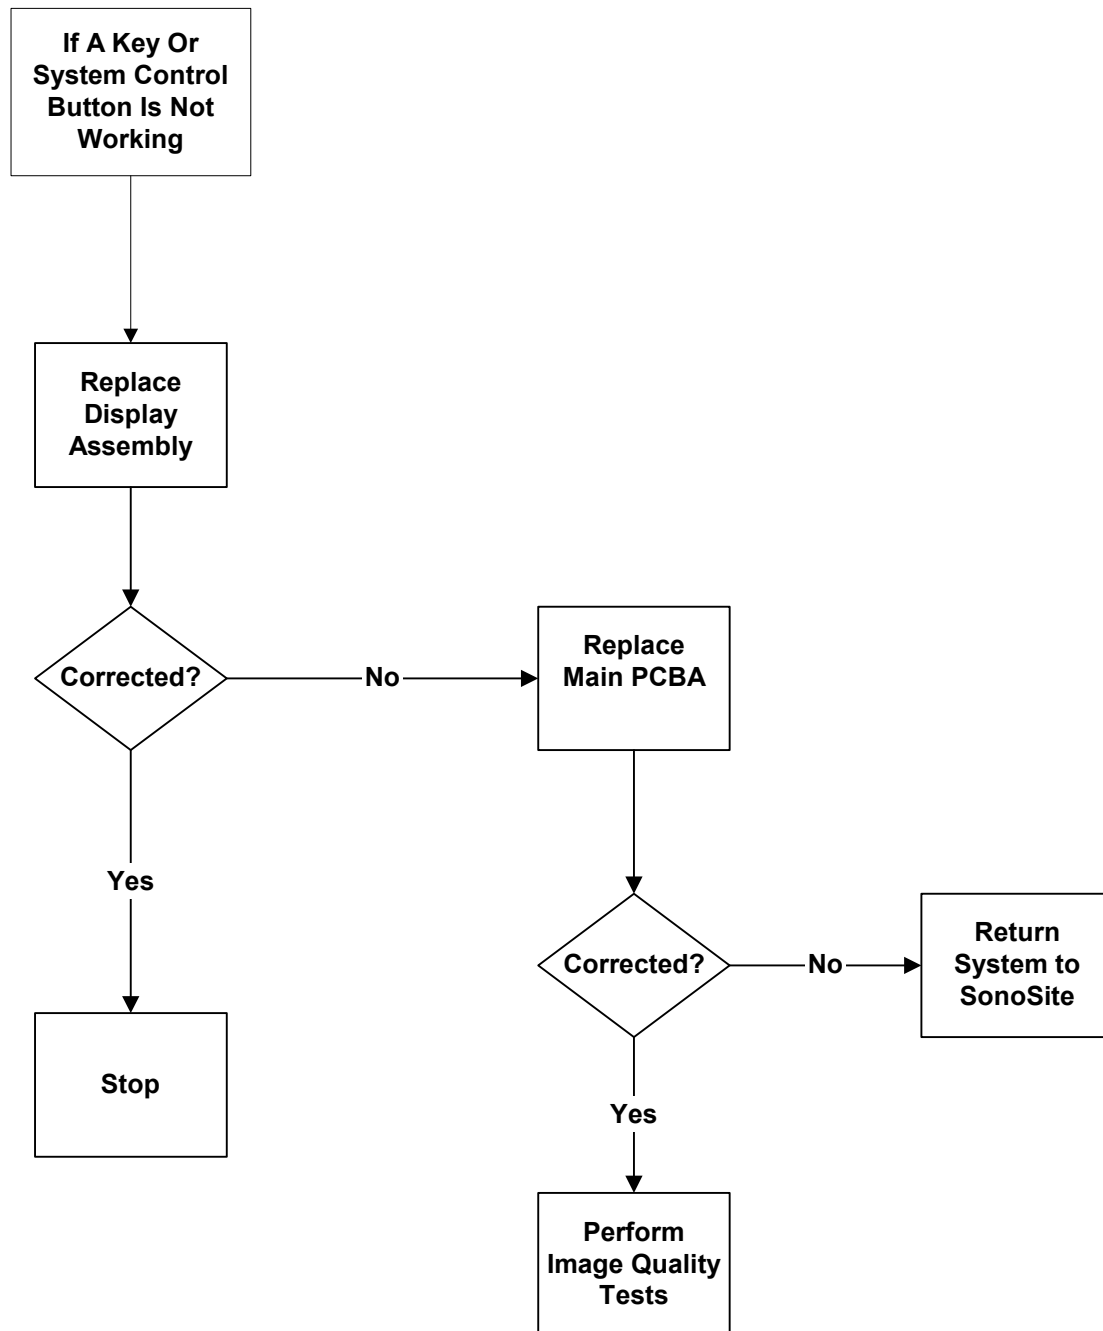 If A Key Or
System Control
Button Is Not
Working
Replace
Display
Assembly
Corrected?
No
Replace
Main PCBA
Yes
Stop
Corrected?
No
Return
System to
SonoSite
Yes
Perform
Image Quality
Tests